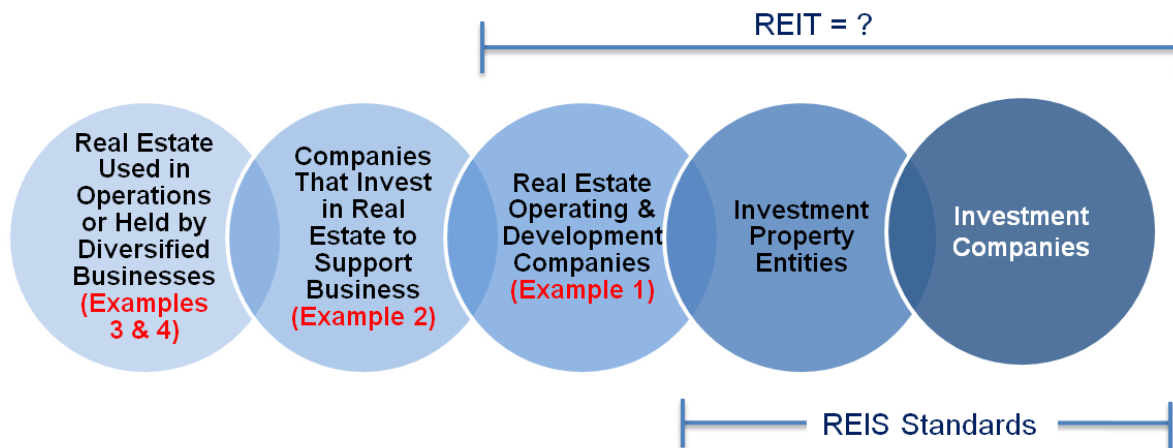 REIT = ?
Real Estate
Used in
Operations
or Held by
Diversified
Businesses
(Examples
3 & 4)
Companies
That Invest
in Real
Estate to
Support
Business
(Example 2)
Real Estate
Operating &
Development
Companies
(Example 1)
Investment
Property
Entities
Investment
Companies
REIS Standards